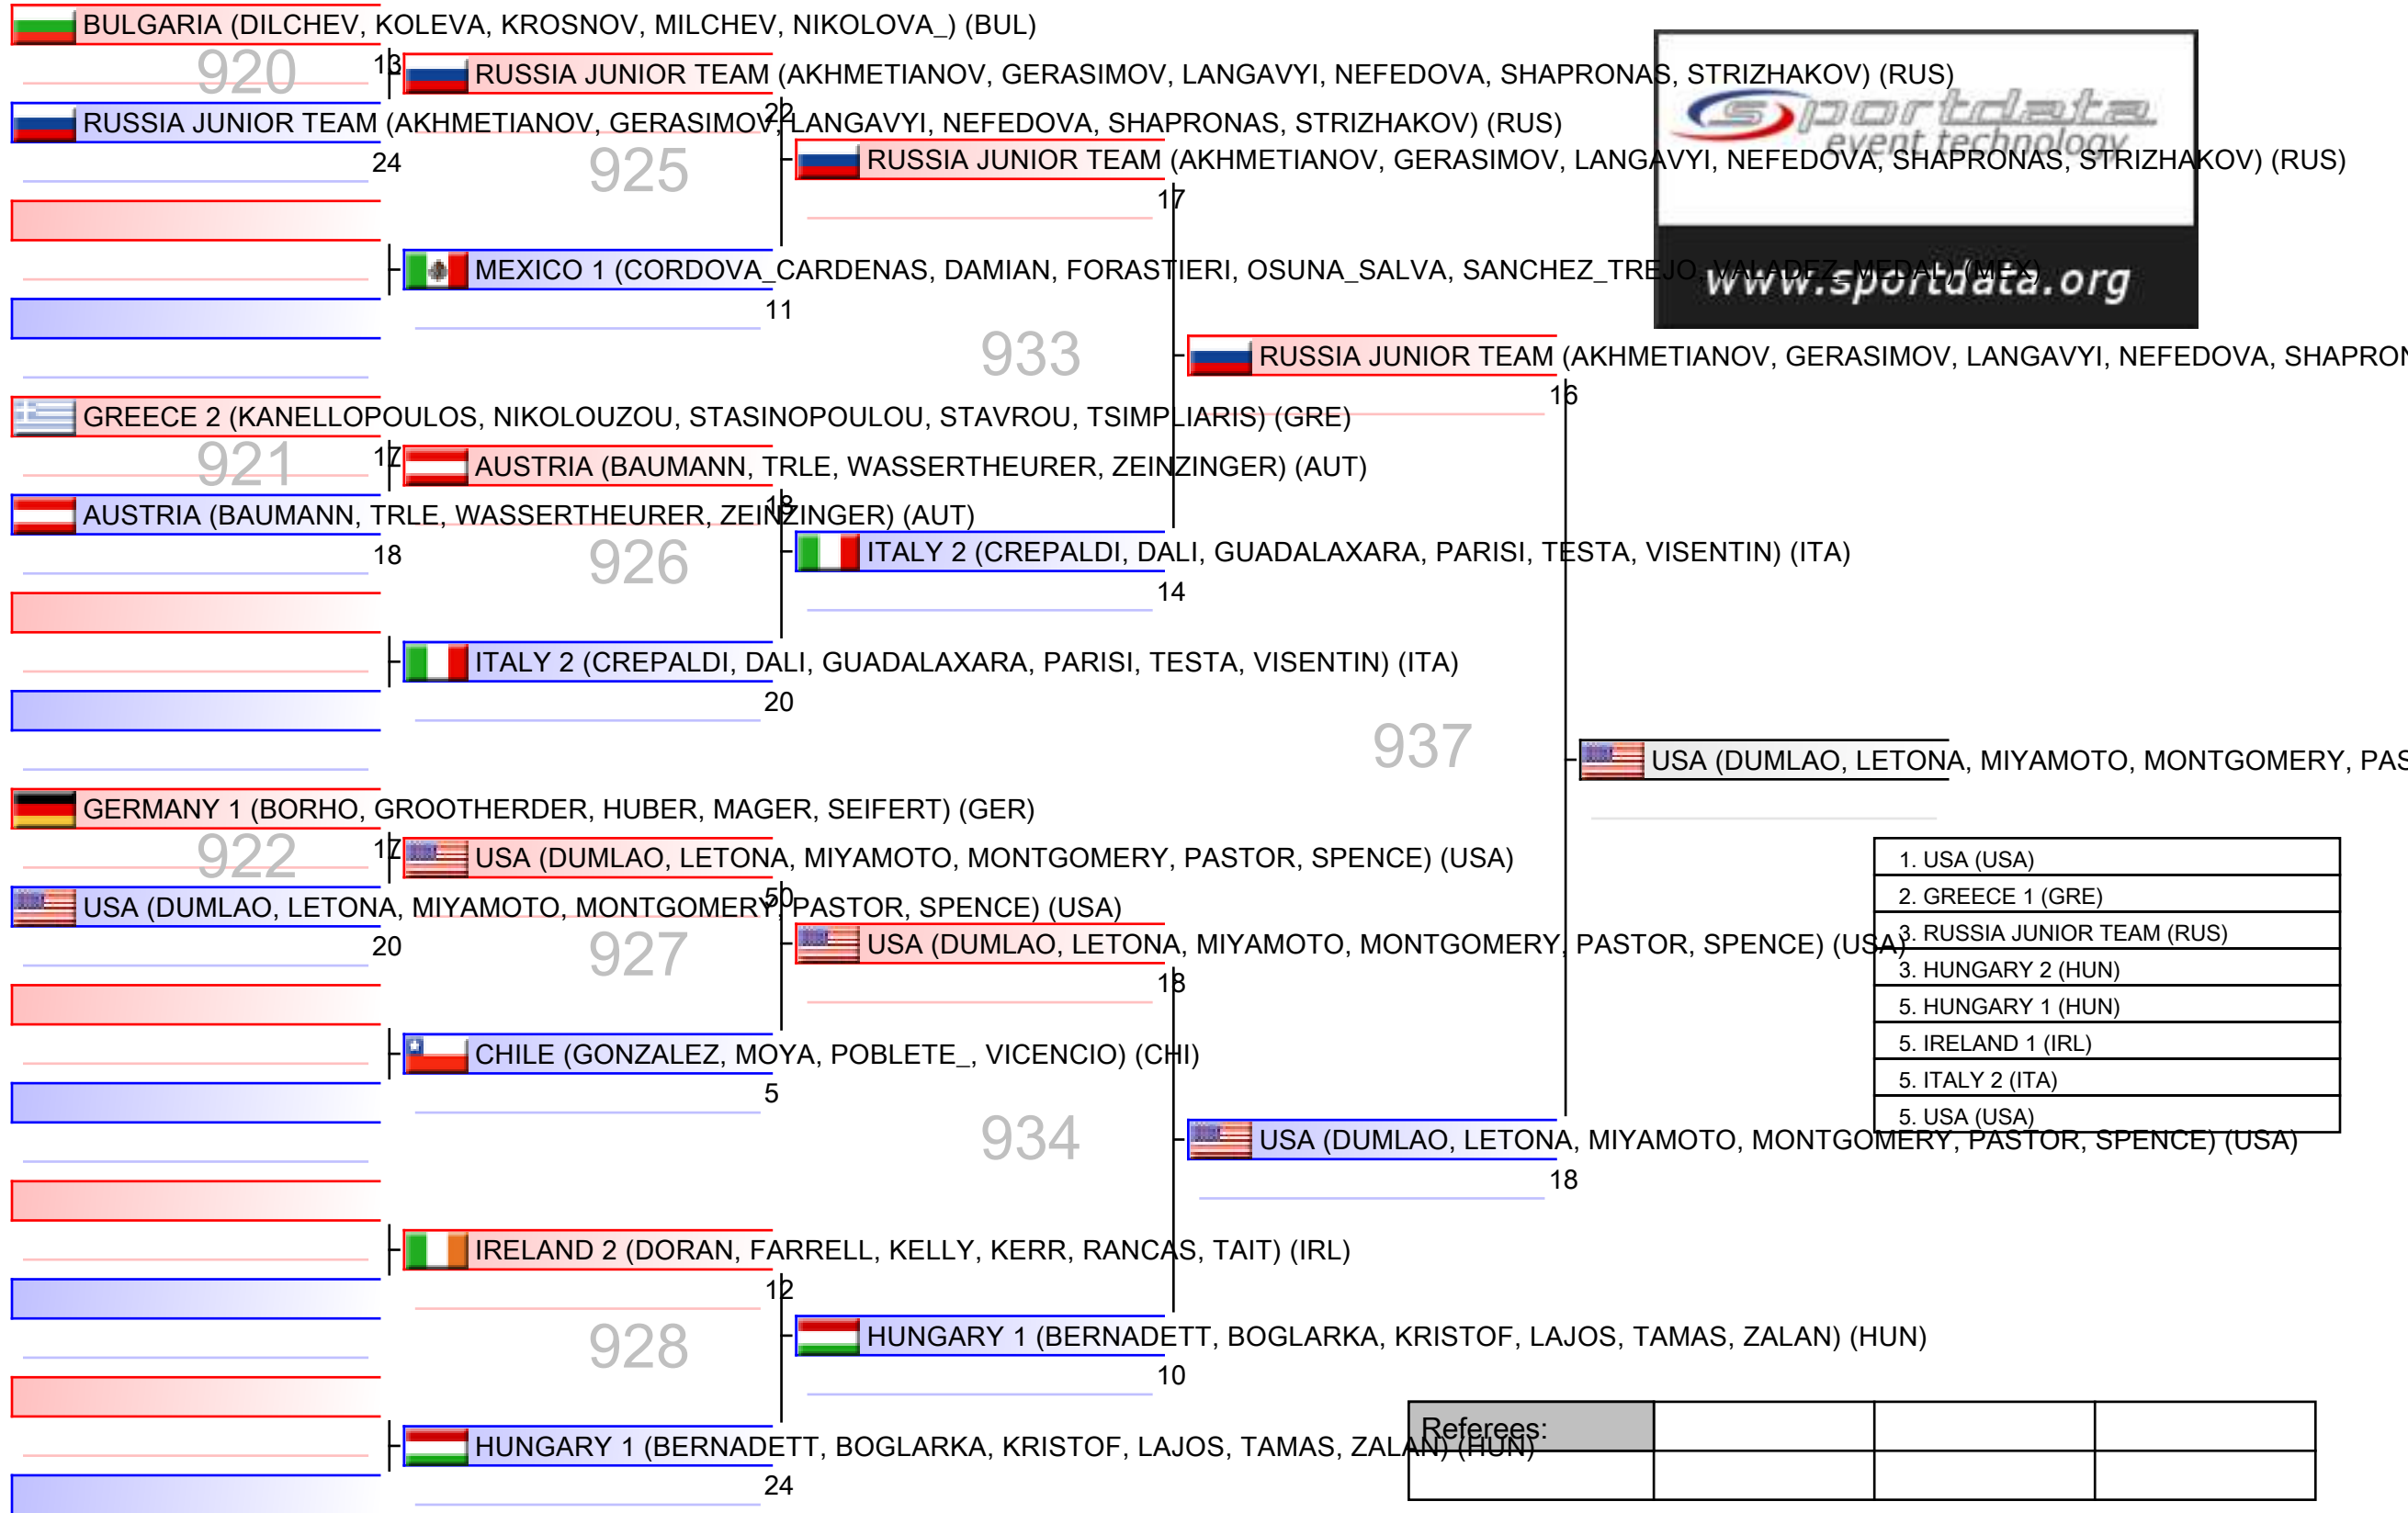 BULGARIA (DILCHEV, KOLEVA, KROSNOV, MILCHEV, NIKOLOVA_) (BUL)
920
13
RUSSIA JUNIOR TEAM (AKHMETIANOV, GERASIMOV, LANGAVYI, NEFEDOVA, SHAPRONAS, STRIZHAKOV) (RUS)
sportdata
event technology
www.sportdata.org
22
RUSSIA JUNIOR TEAM (AKHMETIANOV, GERASIMOV, LANGAVYI, NEFEDOVA, SHAPRONAS, STRIZHAKOV) (RUS)
24
925
RUSSIA JUNIOR TEAM (AKHMETIANOV, GERASIMOV, LANGAVYI, NEFEDOVA, SHAPRONAS, STRIZHAKOV) (RUS)
17
MEXICO 1 (CORDOVA_CARDENAS, DAMIAN, FORASTIERI, OSUNA_SALVA, SANCHEZ_TREJO, VALADEZ_MEDAL) (MEX)
11
933
RUSSIA JUNIOR TEAM (AKHMETIANOV, GERASIMOV, LANGAVYI, NEFEDOVA, SHAPRON
16
GREECE 2 (KANELLOPOULOS, NIKOLOUZOU, STASINOPOULOU, STAVROU, TSIMPLIARIS) (GRE)
921
17
AUSTRIA (BAUMANN, TRLE, WASSERTHEURER, ZEINZINGER) (AUT)
18
AUSTRIA (BAUMANN, TRLE, WASSERTHEURER, ZEINZINGER) (AUT)
18
926
ITALY 2 (CREPALDI, DALI, GUADALAXARA, PARISI, TESTA, VISENTIN) (ITA)
14
ITALY 2 (CREPALDI, DALI, GUADALAXARA, PARISI, TESTA, VISENTIN) (ITA)
20
937
USA (DUMLAO, LETONA, MIYAMOTO, MONTGOMERY, PAS
GERMANY 1 (BORHO, GROOTHERDER, HUBER, MAGER, SEIFERT) (GER)
922
17
USA (DUMLAO, LETONA, MIYAMOTO, MONTGOMERY, PASTOR, SPENCE) (USA)
50
USA (DUMLAO, LETONA, MIYAMOTO, MONTGOMERY, PASTOR, SPENCE) (USA)
20
927
USA (DUMLAO, LETONA, MIYAMOTO, MONTGOMERY, PASTOR, SPENCE) (USA)
18
1. USA (USA)
2. GREECE 1 (GRE)
3. RUSSIA JUNIOR TEAM (RUS)
3. HUNGARY 2 (HUN)
5. HUNGARY 1 (HUN)
5. IRELAND 1 (IRL)
5. ITALY 2 (ITA)
5. USA (USA)
CHILE (GONZALEZ, MOYA, POBLETE_, VICENCIO) (CHI)
5
934
USA (DUMLAO, LETONA, MIYAMOTO, MONTGOMERY, PASTOR, SPENCE) (USA)
18
IRELAND 2 (DORAN, FARRELL, KELLY, KERR, RANCAS, TAIT) (IRL)
12
928
HUNGARY 1 (BERNADETT, BOGLARKA, KRISTOF, LAJOS, TAMAS, ZALAN) (HUN)
10
Referees:
HUNGARY 1 (BERNADETT, BOGLARKA, KRISTOF, LAJOS, TAMAS, ZALAN) (HUN)
24